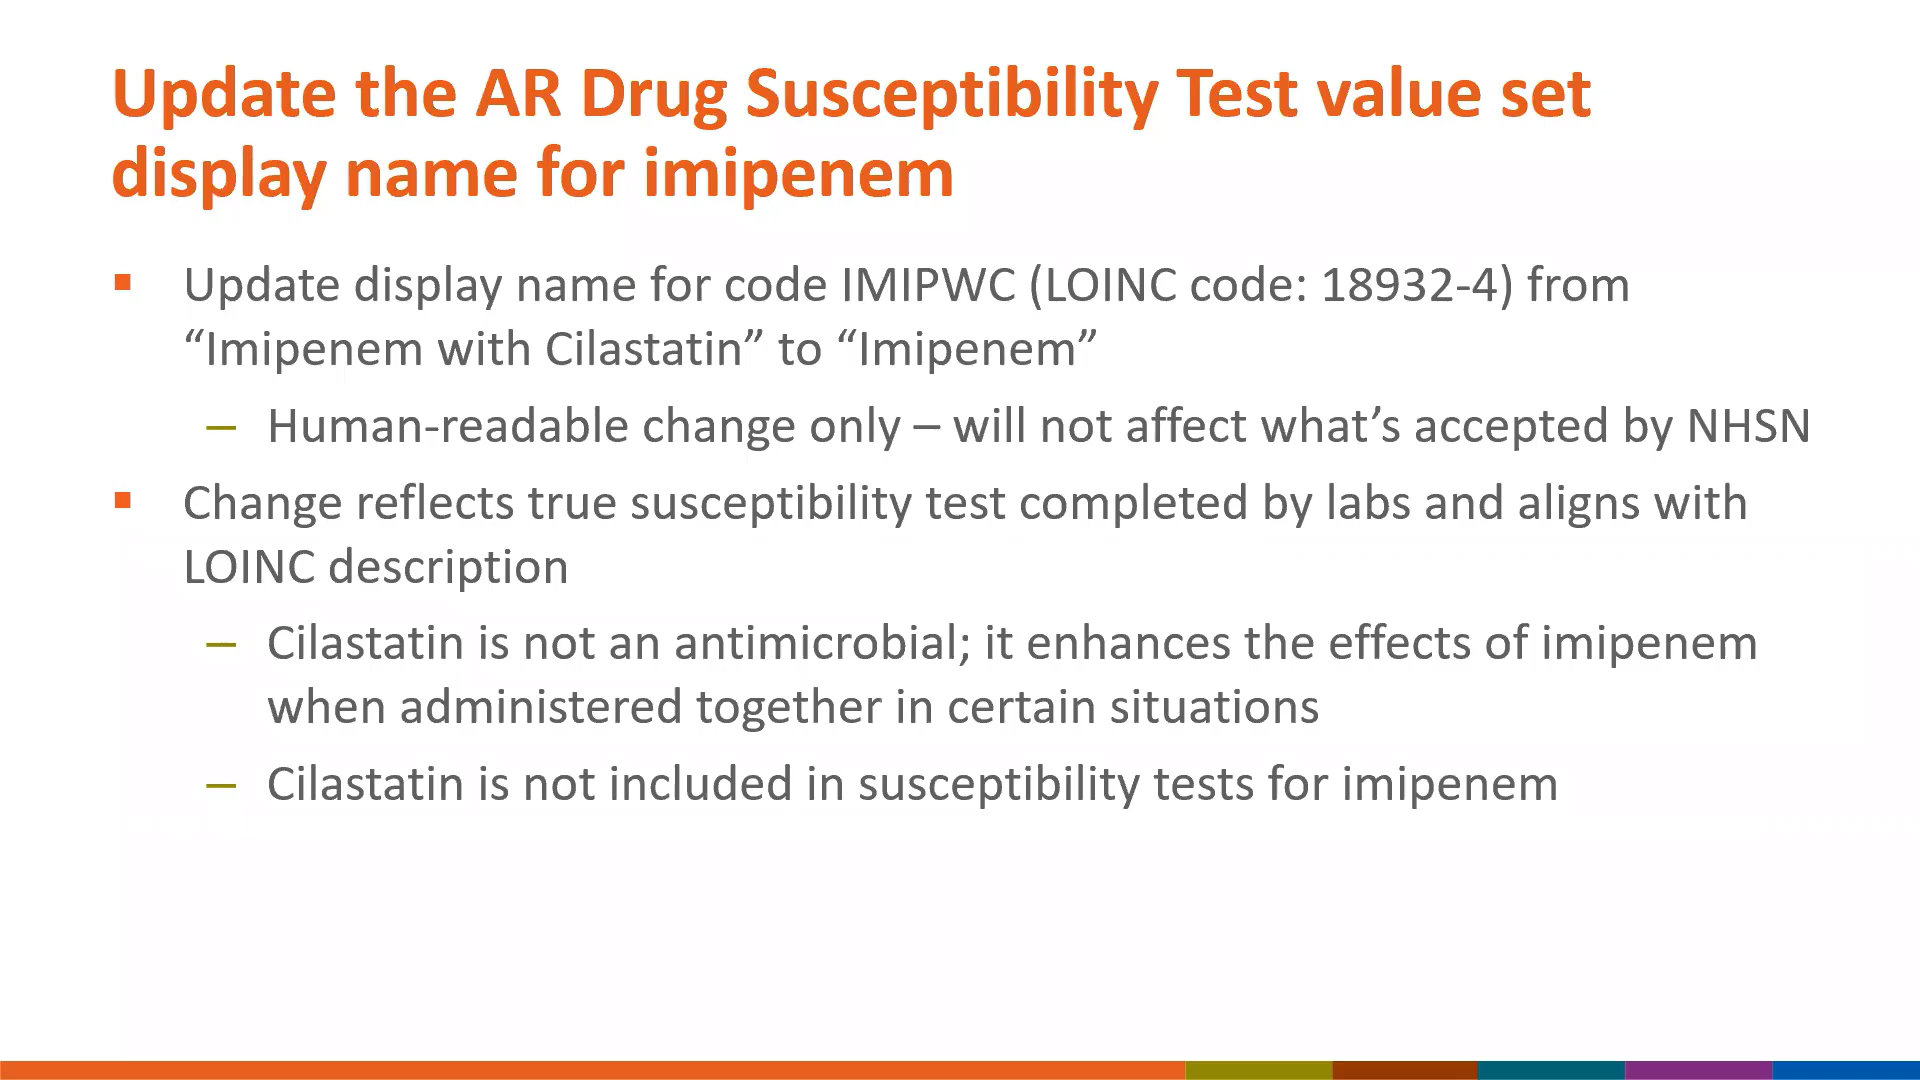 Update the AR Drug Susceptibility Test value set
display name for imipenem
▪ Update display name for code IMIPWC (LOINC code: 18932-4) from
“Imipenem with Cilastatin” to “Imipenem”
– Human-readable change only – will not affect what’s accepted by NHSN
▪ Change reflects true susceptibility test completed by labs and aligns with
LOINC description
– Cilastatin is not an antimicrobial; it enhances the effects of imipenem
when administered together in certain situations
– Cilastatin is not included in susceptibility tests for imipenem